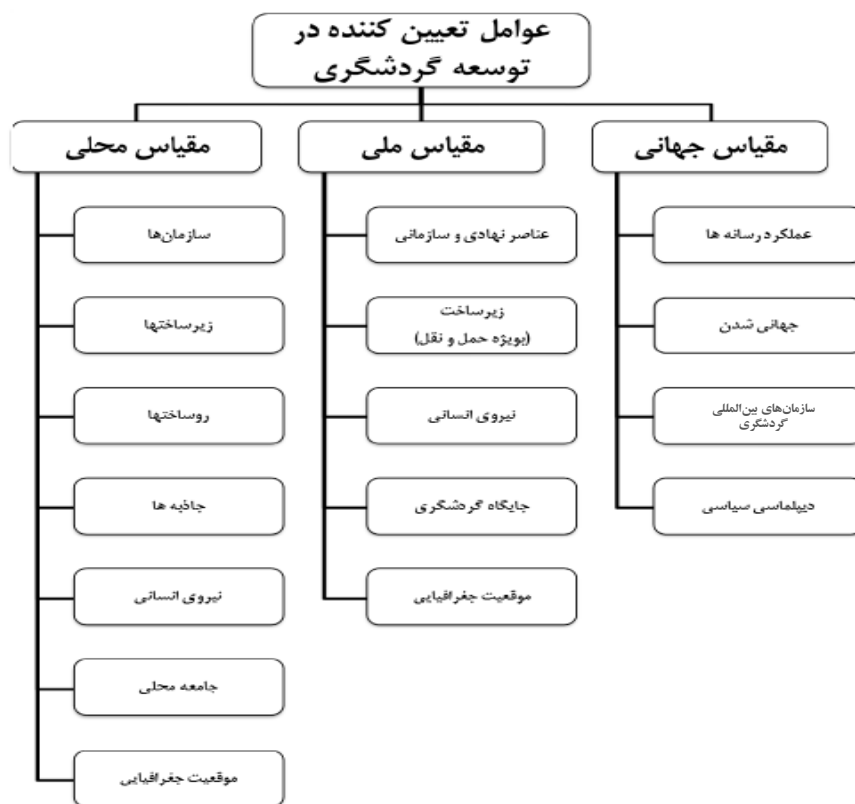 عوامل تعیین کننده در
توسعه گردشگری
مقیاس جهانی
عملکرد رسانه ها
جهانی شدن
سازمان‌های بین‌المللی
گردشگری
دیپلماسی سیاسی
مقیاس ملی
عناصر نهادی و سازمانی
زیرساخت
(بویژه حمل و نقل)
نیروی انسانی
جایگاه گردشگری
موقعیت جغرافیایی
مقیاس محلی
سازمان‌ها
زیرساختها
روساختها
جاذبه ها
نیروی انسانی
جامعه محلی
موقعیت جغرافیایی